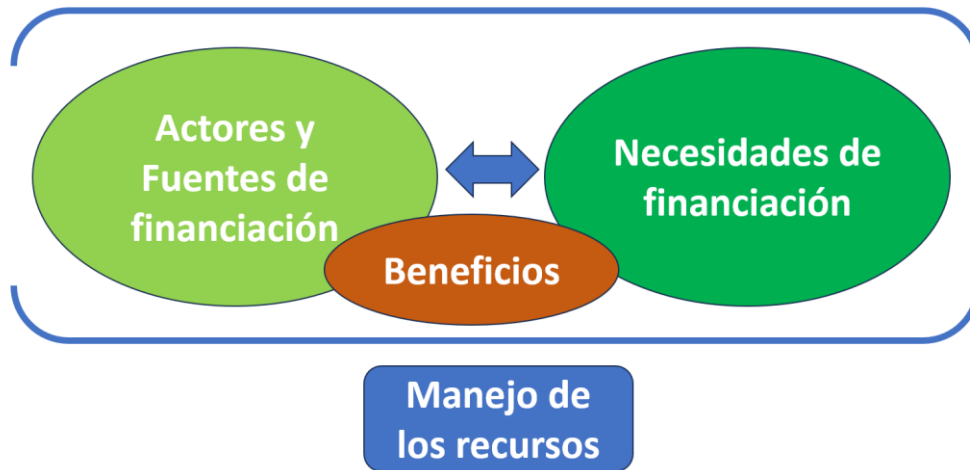 Actores y
Fuentes de
financiación
Necesidades de
financiación
Beneficios
Manejo de
los recursos